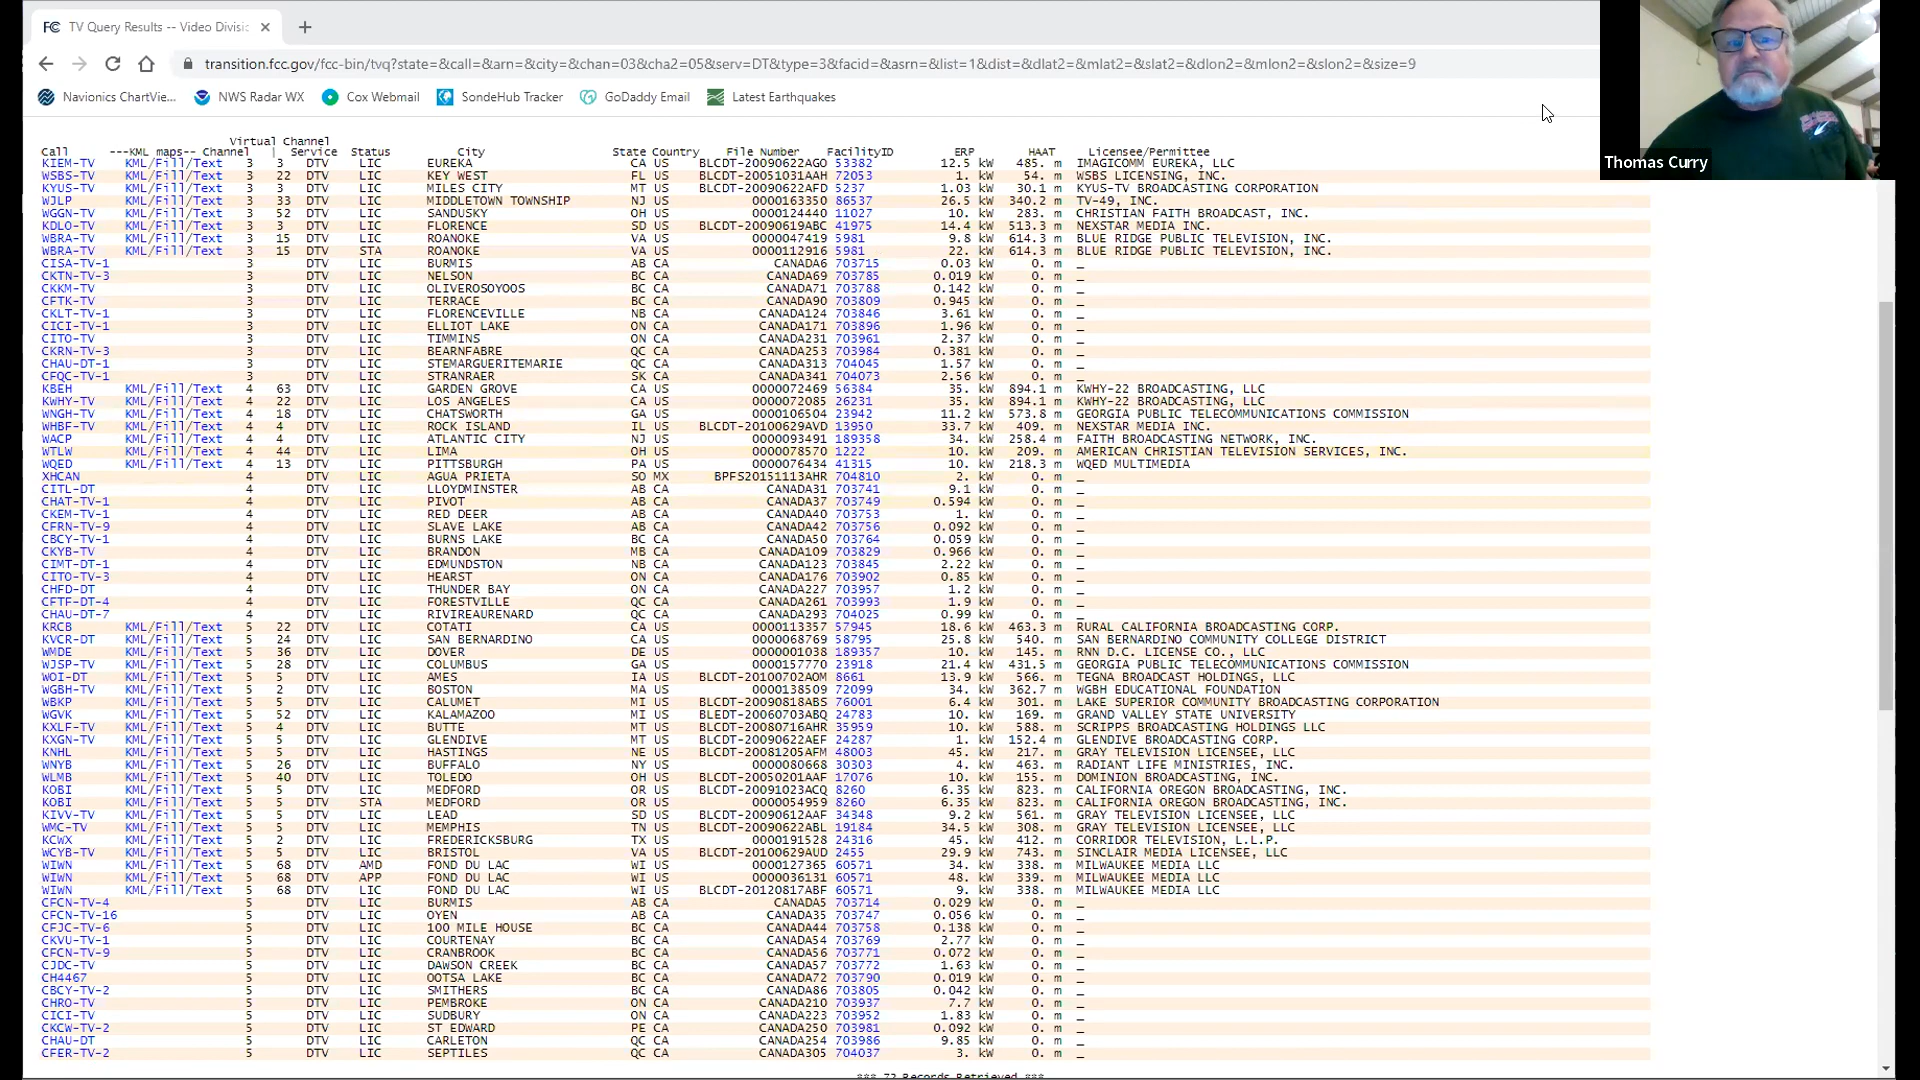 TV Query Results -- Video Divisi
transition.fcc.gov/fcc-bin/tvq?state=&call=&arn=&city=&chan=03&cha2=05&serv=DT&type=3&facid=&asrn=&list=1&dist=&dlat2=&mlat2=&slat2=&dlon2=&mlon2=&slon2=&size=9
Navionics ChartVie... NWS Radar WX Cox Webmail SondeHub Tracker GoDaddy Email Latest Earthquakes
Thomas Curry
Virtual Channel
Call ---KML maps-- Channel | Service Status City State Country File Number FacilityID ERP HAAT Licensee/Permittee
KIEM-TV KML/Fill/Text 3 3 DTV LIC EUREKA CA US BLCDT-20090622AGO 53382 12.5 kW 485. m IMAGICOMM EUREKA, LLC
WSBS-TV KML/Fill/Text 3 22 DTV LIC KEY WEST FL US BLCDT-20051031AAH 72053 1. kW 54. m WSBS LICENSING, INC.
KYUS-TV KML/Fill/Text 3 3 DTV LIC MILES CITY MT US BLCDT-20090622AFD 5237 1.03 kW 30.1 m KYUS-TV BROADCASTING CORPORATION
WJLP KML/Fill/Text 3 33 DTV LIC MIDDLETOWN TOWNSHIP NJ US 0000163350 86537 26.5 kW 340.2 m TV-49, INC.
WGGN-TV KML/Fill/Text 3 52 DTV LIC SANDUSKY OH US 0000124440 11027 10. kW 283. m CHRISTIAN FAITH BROADCAST, INC.
KDLO-TV KML/Fill/Text 3 3 DTV LIC FLORENCE SD US BLCDT-20090619ABC 41975 14.4 kW 513.3 m NEXSTAR MEDIA INC.
WBRA-TV KML/Fill/Text 3 15 DTV LIC ROANOKE VA US 0000047419 5981 9.8 kW 614.3 m BLUE RIDGE PUBLIC TELEVISION, INC.
WBRA-TV KML/Fill/Text 3 15 DTV STA ROANOKE VA US 0000112916 5981 22. kW 614.3 m BLUE RIDGE PUBLIC TELEVISION, INC.
CISA-TV-1 3 DTV LIC BURMIS AB CA CANADA6 703715 0.03 kW 0. m _
CKTN-TV-3 3 DTV LIC NELSON BC CA CANADA69 703785 0.019 kW 0. m _
CKKM-TV 3 DTV LIC OLIVEROSOYOOS BC CA CANADA71 703788 0.142 kW 0. m _
CFTK-TV 3 DTV LIC TERRACE BC CA CANADA90 703809 0.945 kW 0. m _
CKLT-TV-1 3 DTV LIC FLORENCEVILLE NB CA CANADA124 703846 3.61 kW 0. m _
CICI-TV-1 3 DTV LIC ELLIOT LAKE ON CA CANADA171 703896 1.96 kW 0. m _
CITO-TV 3 DTV LIC TIMMINS ON CA CANADA231 703961 2.37 kW 0. m _
CKRN-TV-3 3 DTV LIC BEARNFABRE QC CA CANADA253 703984 0.381 kW 0. m _
CHAU-DT-1 3 DTV LIC STEMARGUERITEMARIE QC CA CANADA313 704045 1.57 kW 0. m _
CFQC-TV-1 3 DTV LIC STRANRAER SK CA CANADA341 704073 2.56 kW 0. m _
KBEH KML/Fill/Text 4 63 DTV LIC GARDEN GROVE CA US 0000072469 56384 35. kW 894.1 m KWHY-22 BROADCASTING, LLC
KWHY-TV KML/Fill/Text 4 22 DTV LIC LOS ANGELES CA US 0000072085 26231 35. kW 894.1 m KWHY-22 BROADCASTING, LLC
WNGH-TV KML/Fill/Text 4 18 DTV LIC CHATSWORTH GA US 0000106504 23942 11.2 kW 573.8 m GEORGIA PUBLIC TELECOMMUNICATIONS COMMISSION
WHBF-TV KML/Fill/Text 4 4 DTV LIC ROCK ISLAND IL US BLCDT-20100629AVD 13950 33.7 kW 409. m NEXSTAR MEDIA INC.
WACP KML/Fill/Text 4 4 DTV LIC ATLANTIC CITY NJ US 0000093491 189358 34. kW 258.4 m FAITH BROADCASTING NETWORK, INC.
WTLW KML/Fill/Text 4 44 DTV LIC LIMA OH US 0000078570 1222 10. kW 209. m AMERICAN CHRISTIAN TELEVISION SERVICES, INC.
WQED KML/Fill/Text 4 13 DTV LIC PITTSBURGH PA US 0000076434 41315 10. kW 218.3 m WQED MULTIMEDIA
XHCAN 4 DTV LIC AGUA PRIETA SO MX BPFS20151113AHR 704810 2. kW 0. m _
CITL-DT 4 DTV LIC LLOYDMINSTER AB CA CANADA31 703741 9.1 kW 0. m _
CHAT-TV-1 4 DTV LIC PIVOT AB CA CANADA37 703749 0.594 kW 0. m _
CKEM-TV-1 4 DTV LIC RED DEER AB CA CANADA40 703753 1. kW 0. m _
CFRN-TV-9 4 DTV LIC SLAVE LAKE AB CA CANADA42 703756 0.092 kW 0. m _
CBCY-TV-1 4 DTV LIC BURNS LAKE BC CA CANADA50 703764 0.059 kW 0. m _
CKYB-TV 4 DTV LIC BRANDON MB CA CANADA109 703829 0.966 kW 0. m _
CIMT-DT-1 4 DTV LIC EDMUNDSTON NB CA CANADA123 703845 2.22 kW 0. m _
CITO-TV-3 4 DTV LIC HEARST ON CA CANADA176 703902 0.85 kW 0. m _
CHFD-DT 4 DTV LIC THUNDER BAY ON CA CANADA227 703957 1.2 kW 0. m _
CFTF-DT-4 4 DTV LIC FORESTVILLE QC CA CANADA261 703993 1.9 kW 0. m _
CHAU-DT-7 4 DTV LIC RIVIREAURENARD QC CA CANADA293 704025 0.99 kW 0. m _
KRCB KML/Fill/Text 5 22 DTV LIC COTATI CA US 0000113357 57945 18.6 kW 463.3 m RURAL CALIFORNIA BROADCASTING CORP.
KVCR-DT KML/Fill/Text 5 24 DTV LIC SAN BERNARDINO CA US 0000068769 58795 25.8 kW 540. m SAN BERNARDINO COMMUNITY COLLEGE DISTRICT
WMDE KML/Fill/Text 5 36 DTV LIC DOVER DE US 0000001038 189357 10. kW 145. m RNN D.C. LICENSE CO., LLC
WJSP-TV KML/Fill/Text 5 28 DTV LIC COLUMBUS GA US 0000157770 23918 21.4 kW 431.5 m GEORGIA PUBLIC TELECOMMUNICATIONS COMMISSION
WOI-DT KML/Fill/Text 5 5 DTV LIC AMES IA US BLCDT-20100702AOM 8661 13.9 kW 566. m TEGNA BROADCAST HOLDINGS, LLC
WGBH-TV KML/Fill/Text 5 2 DTV LIC BOSTON MA US 0000138509 72099 34. kW 362.7 m WGBH EDUCATIONAL FOUNDATION
WBKP KML/Fill/Text 5 5 DTV LIC CALUMET MI US BLCDT-20090818ABS 76001 6.4 kW 301. m LAKE SUPERIOR COMMUNITY BROADCASTING CORPORATION
WGVK KML/Fill/Text 5 52 DTV LIC KALAMAZOO MI US BLEDT-20060703ABQ 24783 10. kW 169. m GRAND VALLEY STATE UNIVERSITY
KXLF-TV KML/Fill/Text 5 4 DTV LIC BUTTE MT US BLCDT-20080716AHR 35959 10. kW 588. m SCRIPPS BROADCASTING HOLDINGS LLC
KXGN-TV KML/Fill/Text 5 5 DTV LIC GLENDIVE MT US BLCDT-20090622AEF 24287 1. kW 152.4 m GLENDIVE BROADCASTING CORP.
KNHL KML/Fill/Text 5 5 DTV LIC HASTINGS NE US BLCDT-20081205AFM 48003 45. kW 217. m GRAY TELEVISION LICENSEE, LLC
WNYB KML/Fill/Text 5 26 DTV LIC BUFFALO NY US 0000080668 30303 4. kW 463. m RADIANT LIFE MINISTRIES, INC.
WLMB KML/Fill/Text 5 40 DTV LIC TOLEDO OH US BLCDT-20050201AAF 17076 10. kW 155. m DOMINION BROADCASTING, INC.
KOBI KML/Fill/Text 5 5 DTV LIC MEDFORD OR US BLCDT-20091023ACQ 8260 6.35 kW 823. m CALIFORNIA OREGON BROADCASTING, INC.
KOBI KML/Fill/Text 5 5 DTV STA MEDFORD OR US 0000054959 8260 6.35 kW 823. m CALIFORNIA OREGON BROADCASTING, INC.
KIVV-TV KML/Fill/Text 5 5 DTV LIC LEAD SD US BLCDT-20090612AAF 34348 9.2 kW 561. m GRAY TELEVISION LICENSEE, LLC
WMC-TV KML/Fill/Text 5 5 DTV LIC MEMPHIS TN US BLCDT-20090622ABL 19184 34.5 kW 308. m GRAY TELEVISION LICENSEE, LLC
KCWX KML/Fill/Text 5 2 DTV LIC FREDERICKSBURG TX US 0000191528 24316 45. kW 412. m CORRIDOR TELEVISION, L.L.P.
WCYB-TV KML/Fill/Text 5 5 DTV LIC BRISTOL VA US BLCDT-20100629AUD 2455 29.9 kW 743. m SINCLAIR MEDIA LICENSEE, LLC
WIWN KML/Fill/Text 5 68 DTV AMD FOND DU LAC WI US 0000127365 60571 34. kW 338. m MILWAUKEE MEDIA LLC
WIWN KML/Fill/Text 5 68 DTV APP FOND DU LAC WI US 0000036131 60571 48. kW 339. m MILWAUKEE MEDIA LLC
WIWN KML/Fill/Text 5 68 DTV LIC FOND DU LAC WI US BLCDT-20120817ABF 60571 9. kW 338. m MILWAUKEE MEDIA LLC
CFCN-TV-4 5 DTV LIC BURMIS AB CA CANADA5 703714 0.029 kW 0. m _
CFCN-TV-16 5 DTV LIC OYEN AB CA CANADA35 703747 0.056 kW 0. m _
CFJC-TV-6 5 DTV LIC 100 MILE HOUSE BC CA CANADA44 703758 0.138 kW 0. m _
CKVU-TV-1 5 DTV LIC COURTENAY BC CA CANADA54 703769 2.77 kW 0. m _
CFCN-TV-9 5 DTV LIC CRANBROOK BC CA CANADA56 703771 0.072 kW 0. m _
CJDC-TV 5 DTV LIC DAWSON CREEK BC CA CANADA57 703772 1.63 kW 0. m _
CH4467 5 DTV LIC OOTSA LAKE BC CA CANADA72 703790 0.019 kW 0. m _
CBCY-TV-2 5 DTV LIC SMITHERS BC CA CANADA86 703805 0.042 kW 0. m _
CHRO-TV 5 DTV LIC PEMBROKE ON CA CANADA210 703937 7.7 kW 0. m _
CICI-TV 5 DTV LIC SUDBURY ON CA CANADA223 703952 1.83 kW 0. m _
CKCW-TV-2 5 DTV LIC ST EDWARD PE CA CANADA250 703981 0.092 kW 0. m _
CHAU-DT 5 DTV LIC CARLETON QC CA CANADA254 703986 9.85 kW 0. m _
CFER-TV-2 5 DTV LIC SEPTILES QC CA CANADA305 704037 3. kW 0. m _
*** 72 Records Retrieved ***